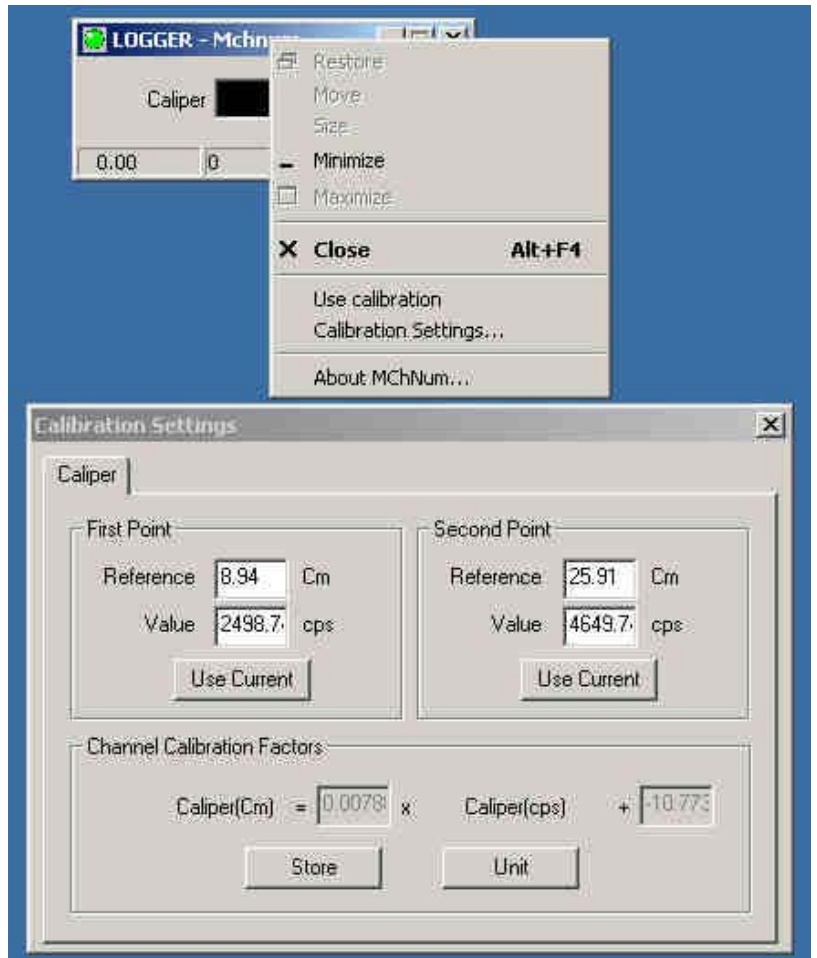 LOGGER - Mchnum
Caliper
0.00 0
Restore
Move
Size
Minimize
Maximize
Close Alt+F4
Use calibration
Calibration Settings...
About MChNum...
Calibration Settings
Caliper
First Point
Reference 8.94 Cm
Value 2498.7 cps
Use Current
Second Point
Reference 25.91 Cm
Value 4649.7 cps
Use Current
Channel Calibration Factors
Caliper(Cm) = 0.0078 x Caliper(cps) + -10.773
Store Unit